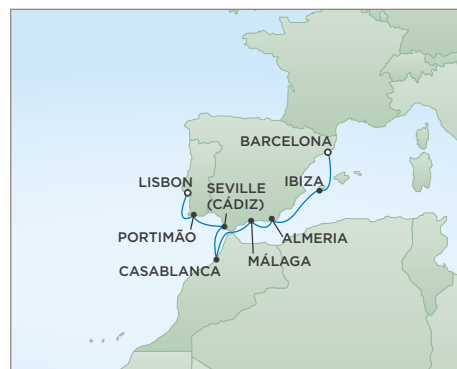 BARCELONA
LISBON
SEVILLE
(CÁDIZ)
IBIZA
PORTIMÃO
ALMERIA
MÁLAGA
CASABLANCA